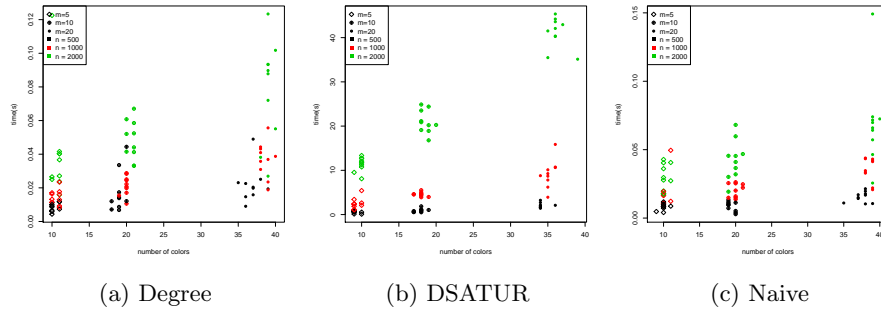 m=5
m=10
m=20
n = 500
n = 1000
n = 2000
0.12
0.10
0.08
0.06
0.04
0.02
0.00
time(s)
10 15 20 25 30 35 40
number of colors
(a) Degree
m=5
m=10
m=20
n = 500
n = 1000
n = 2000
40
30
20
10
0
time(s)
10 15 20 25 30 35 40
number of colors
(b) DSATUR
m=5
m=10
m=20
n = 500
n = 1000
n = 2000
0.15
0.10
0.05
0.00
time(s)
10 15 20 25 30 35 40
number of colors
(c) Naive